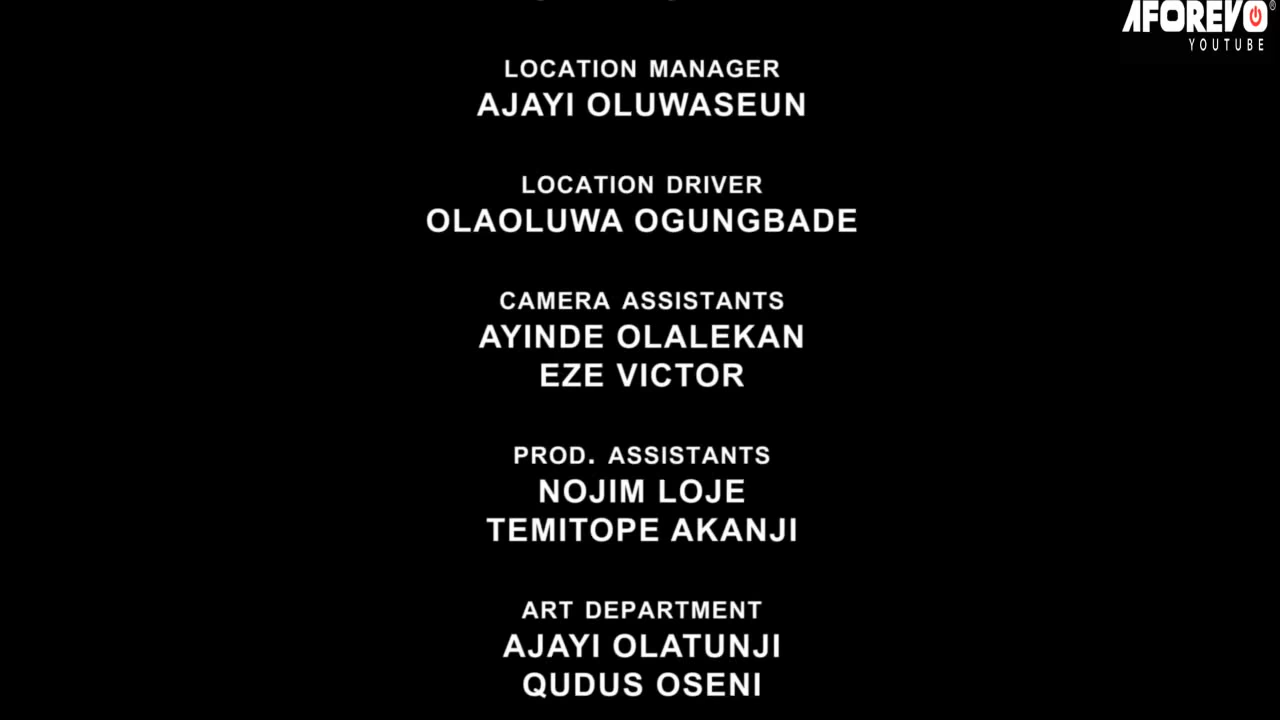 AFOREVO
YOUTUBE
LOCATION MANAGER
AJAYI OLUWASEUN
LOCATION DRIVER
OLAOLUWA OGUNGBADE
CAMERA ASSISTANTS
AYINDE OLALEKAN
EZE VICTOR
PROD. ASSISTANTS
NOJIM LOJE
TEMITOPE AKANJI
ART DEPARTMENT
AJAYI OLATUNJI
QUDUS OSENI